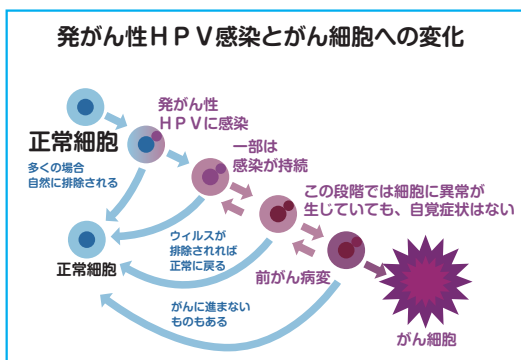 発がん性ＨＰＶ感染とがん細胞への変化
正常細胞
発がん性
ＨＰＶに感染
多くの場合
自然に排除される
一部は
感染が持続
この段階では細胞に異常が
生じていても、自覚症状はない
正常細胞
ウィルスが
排除されれば
正常に戻る
前がん病変
がんに進まない
ものもある
がん細胞